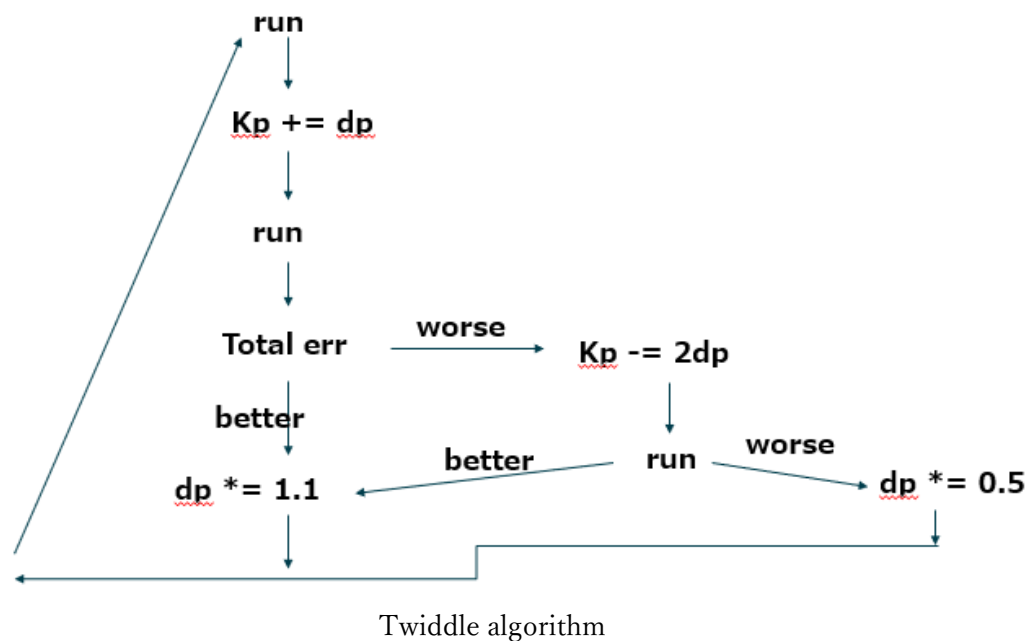 run
Kp += dp
run
Total err
worse
Kp -= 2dp
better
better
run
worse
dp *= 1.1
dp *= 0.5
Twiddle algorithm